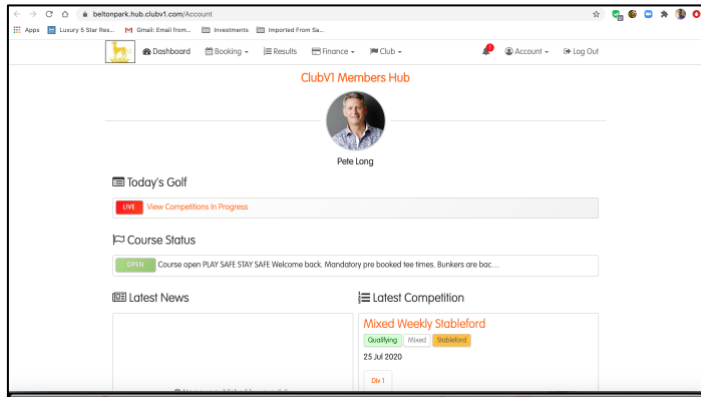 beltonpark.hub.clubv1.com/Account
Apps Luxury 5 Star Res... Gmail: Email from... Investments Imported From Sa...
Dashboard Booking Results Finance Club Account Log Out
ClubV1 Members Hub
Pete Long
Today's Golf
LIVE View Competitions In Progress
Course Status
OPEN Course open PLAY SAFE STAY SAFE Welcome back. Mandatory pre booked tee times. Bunkers are bac...
Latest News
Latest Competition
Mixed Weekly Stableford
Qualifying Mixed Stableford
25 Jul 2020
Div 1